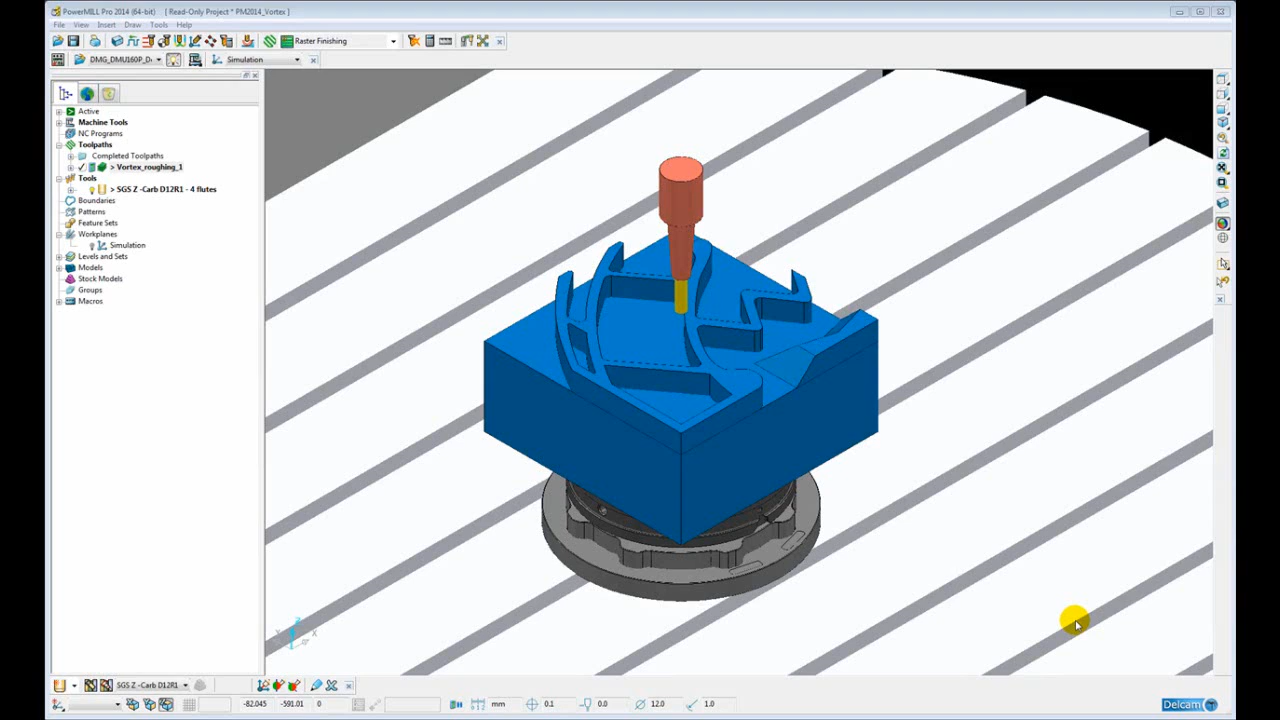 PowerMILL Pro 2014 (64-bit) - [Read-Only Project * PM2014_Vortex ]
File View Insert Draw Tools Help
Raster Finishing
DMG_DMU160P_D Simulation
Active
Machine Tools
NC Programs
Toolpaths
Completed Toolpaths
> Vortex_roughing_1
Tools
> SGS Z -Carb D12R1 - 4 flutes
Boundaries
Patterns
Feature Sets
Workplanes
Simulation
Levels and Sets
Models
Stock Models
Groups
Macros
Z
X
SGS Z -Carb D12R1
-82.045 -591.01 0 mm 0.1 0.0 12.0 1.0 Delcam